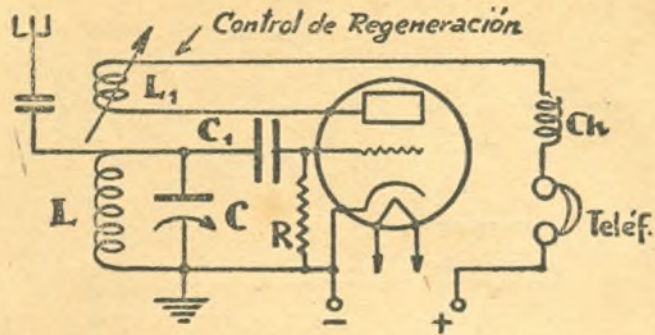 Control de Regeneración
L1
C1
Ch
L
C
R
Teléf.
- +